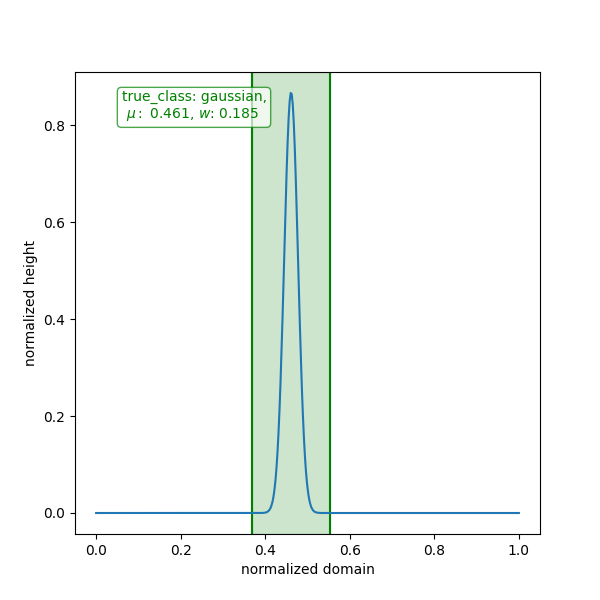 true_class: gaussian,
μ: 0.461, w: 0.185
0.8
0.6
0.4
0.2
0.0
normalized height
0.0 0.2 0.4 0.6 0.8 1.0
normalized domain